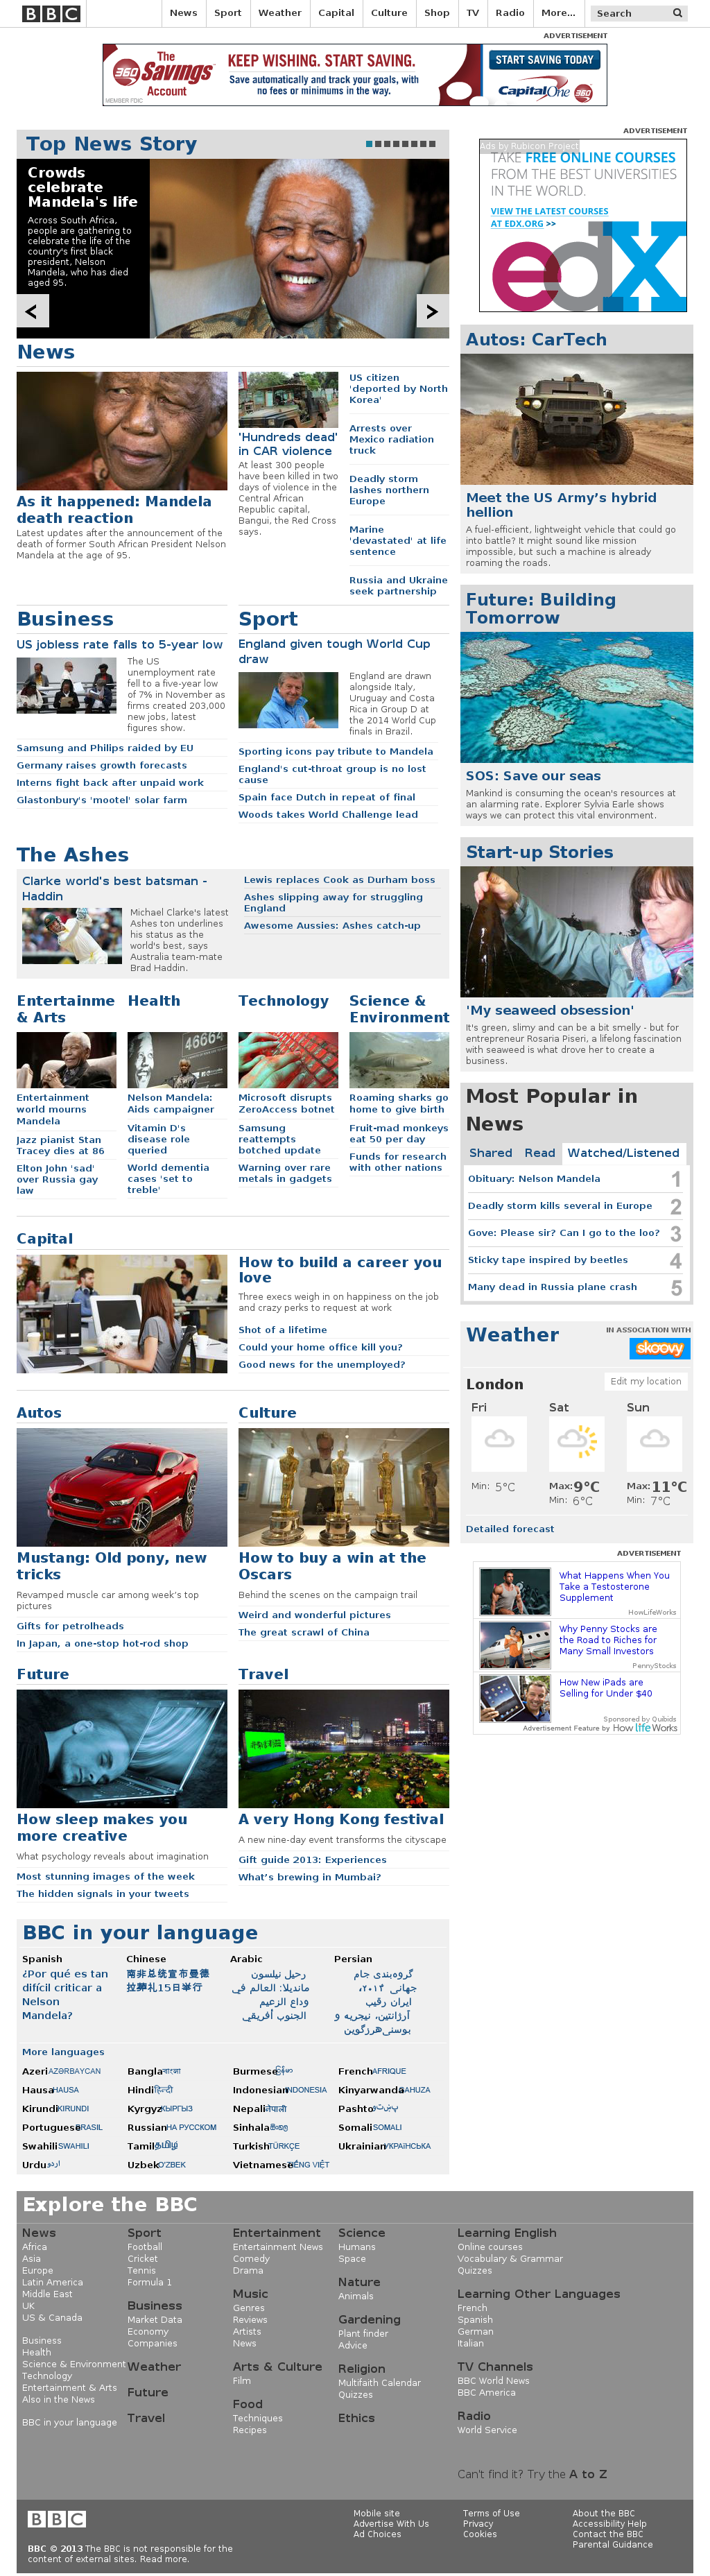 BBC
News Sport Weather Capital Culture Shop TV Radio More... Search
ADVERTISEMENT
The 360 Savings Account
MEMBER FDIC
KEEP WISHING. START SAVING.
Save automatically and track your goals, with no fees or minimums in the way.
START SAVING TODAY
Capital One 360
Top News Story
Crowds
celebrate
Mandela's life
Across South Africa,
people are gathering to
celebrate the life of the
country's first black
president, Nelson
Mandela, who has died
aged 95.
< >
ADVERTISEMENT
Ads by Rubicon Project
TAKE FREE ONLINE COURSES
FROM THE BEST UNIVERSITIES
IN THE WORLD.
VIEW THE LATEST COURSES
AT EDX.ORG >>
edX
News
As it happened: Mandela
death reaction
Latest updates after the announcement of the
death of former South African President Nelson
Mandela at the age of 95.
'Hundreds dead'
in CAR violence
At least 300 people
have been killed in two
days of violence in the
Central African
Republic capital,
Bangui, the Red Cross
says.
US citizen
'deported by North
Korea'
Arrests over
Mexico radiation
truck
Deadly storm
lashes northern
Europe
Marine
'devastated' at life
sentence
Russia and Ukraine
seek partnership
Business
US jobless rate falls to 5-year low
The US
unemployment rate
fell to a five-year low
of 7% in November as
firms created 203,000
new jobs, latest
figures show.
Samsung and Philips raided by EU
Germany raises growth forecasts
Interns fight back after unpaid work
Glastonbury's 'mootel' solar farm
Sport
England given tough World Cup
draw
England are drawn
alongside Italy,
Uruguay and Costa
Rica in Group D at
the 2014 World Cup
finals in Brazil.
Sporting icons pay tribute to Mandela
England's cut-throat group is no lost
cause
Spain face Dutch in repeat of final
Woods takes World Challenge lead
The Ashes
Clarke world's best batsman -
Haddin
Michael Clarke's latest
Ashes ton underlines
his status as the
world's best, says
Australia team-mate
Brad Haddin.
Lewis replaces Cook as Durham boss
Ashes slipping away for struggling
England
Awesome Aussies: Ashes catch-up
Entertainme
& Arts
Entertainment
world mourns
Mandela
Jazz pianist Stan
Tracey dies at 86
Elton John 'sad'
over Russia gay
law
Health
46664
Nelson Mandela:
Aids campaigner
Vitamin D's
disease role
queried
World dementia
cases 'set to
treble'
Technology
Microsoft disrupts
ZeroAccess botnet
Samsung
reattempts
botched update
Warning over rare
metals in gadgets
Science &
Environment
Roaming sharks go
home to give birth
Fruit-mad monkeys
eat 50 per day
Funds for research
with other nations
Capital
How to build a career you
love
Three execs weigh in on happiness on the job
and crazy perks to request at work
Shot of a lifetime
Could your home office kill you?
Good news for the unemployed?
Autos
Mustang: Old pony, new
tricks
Revamped muscle car among week's top
pictures
Gifts for petrolheads
In Japan, a one-stop hot-rod shop
Culture
How to buy a win at the
Oscars
Behind the scenes on the campaign trail
Weird and wonderful pictures
The great scrawl of China
Future
How sleep makes you
more creative
What psychology reveals about imagination
Most stunning images of the week
The hidden signals in your tweets
Travel
A very Hong Kong festival
A new nine-day event transforms the cityscape
Gift guide 2013: Experiences
What's brewing in Mumbai?
Autos: CarTech
Meet the US Army's hybrid
hellion
A fuel-efficient, lightweight vehicle that could go
into battle? It might sound like mission
impossible, but such a machine is already
roaming the roads.
Future: Building
Tomorrow
SOS: Save our seas
Mankind is consuming the ocean's resources at
an alarming rate. Explorer Sylvia Earle shows
ways we can protect this vital environment.
Start-up Stories
'My seaweed obsession'
It's green, slimy and can be a bit smelly - but for
entrepreneur Rosaria Piseri, a lifelong fascination
with seaweed is what drove her to create a
business.
Most Popular in
News
Shared Read Watched/Listened
Obituary: Nelson Mandela 1
Deadly storm kills several in Europe 2
Gove: Please sir? Can I go to the loo? 3
Sticky tape inspired by beetles 4
Many dead in Russia plane crash 5
Weather
IN ASSOCIATION WITH
skoovy
London
Edit my location
Fri Sat Sun
Min: 5°C Max: 9°C Max: 11°C
Min: 6°C Min: 7°C
Detailed forecast
ADVERTISEMENT
What Happens When You
Take a Testosterone
Supplement
HowLifeWorks
Why Penny Stocks are
the Road to Riches for
Many Small Investors
PennyStocks
How New iPads are
Selling for Under $40
Sponsored by Quibids
Advertisement Feature by How life Works
BBC in your language
Spanish
¿Por qué es tan
difícil criticar a
Nelson
Mandela?
Chinese
南非总统宣布曼德
拉葬礼15日举行
Arabic
رحيل نيلسون
مانديلا: العالم في
وداع الزعيم
الجنوب أفريقي
Persian
گروه‌بندی جام
جهانی ۲۰۱۴،
ایران رقیب
آرژانتین، نیجریه و
بوسنی‌هرزگوین
More languages
Azeri AZƏRBAYCAN Bangla বাংলা Burmese French AFRIQUE
Hausa HAUSA Hindi हिन्दी Indonesian INDONESIA Kinyarwanda GAHUZA
Kirundi KIRUNDI Kyrgyz КЫРГЫЗ Nepali नेपाली Pashto پښتو
Portuguese BRASIL Russian НА РУССКОМ Sinhala සිංහල Somali SOMALI
Swahili SWAHILI Tamil தமிழ் Turkish TÜRKÇE Ukrainian УКРАЇНСЬКА
Urdu اردو Uzbek O'ZBEK Vietnamese TIẾNG VIỆT
Explore the BBC
News
Africa
Asia
Europe
Latin America
Middle East
UK
US & Canada
Business
Health
Science & Environment
Technology
Entertainment & Arts
Also in the News
BBC in your language
Sport
Football
Cricket
Tennis
Formula 1
Business
Market Data
Economy
Companies
Weather
Future
Travel
Entertainment
Entertainment News
Comedy
Drama
Music
Genres
Reviews
Artists
News
Arts & Culture
Film
Food
Techniques
Recipes
Science
Humans
Space
Nature
Animals
Gardening
Plant finder
Advice
Religion
Multifaith Calendar
Quizzes
Ethics
Learning English
Online courses
Vocabulary & Grammar
Quizzes
Learning Other Languages
French
Spanish
German
Italian
TV Channels
BBC World News
BBC America
Radio
World Service
Can't find it? Try the A to Z
BBC
BBC © 2013 The BBC is not responsible for the
content of external sites. Read more.
Mobile site
Advertise With Us
Ad Choices
Terms of Use
Privacy
Cookies
About the BBC
Accessibility Help
Contact the BBC
Parental Guidance